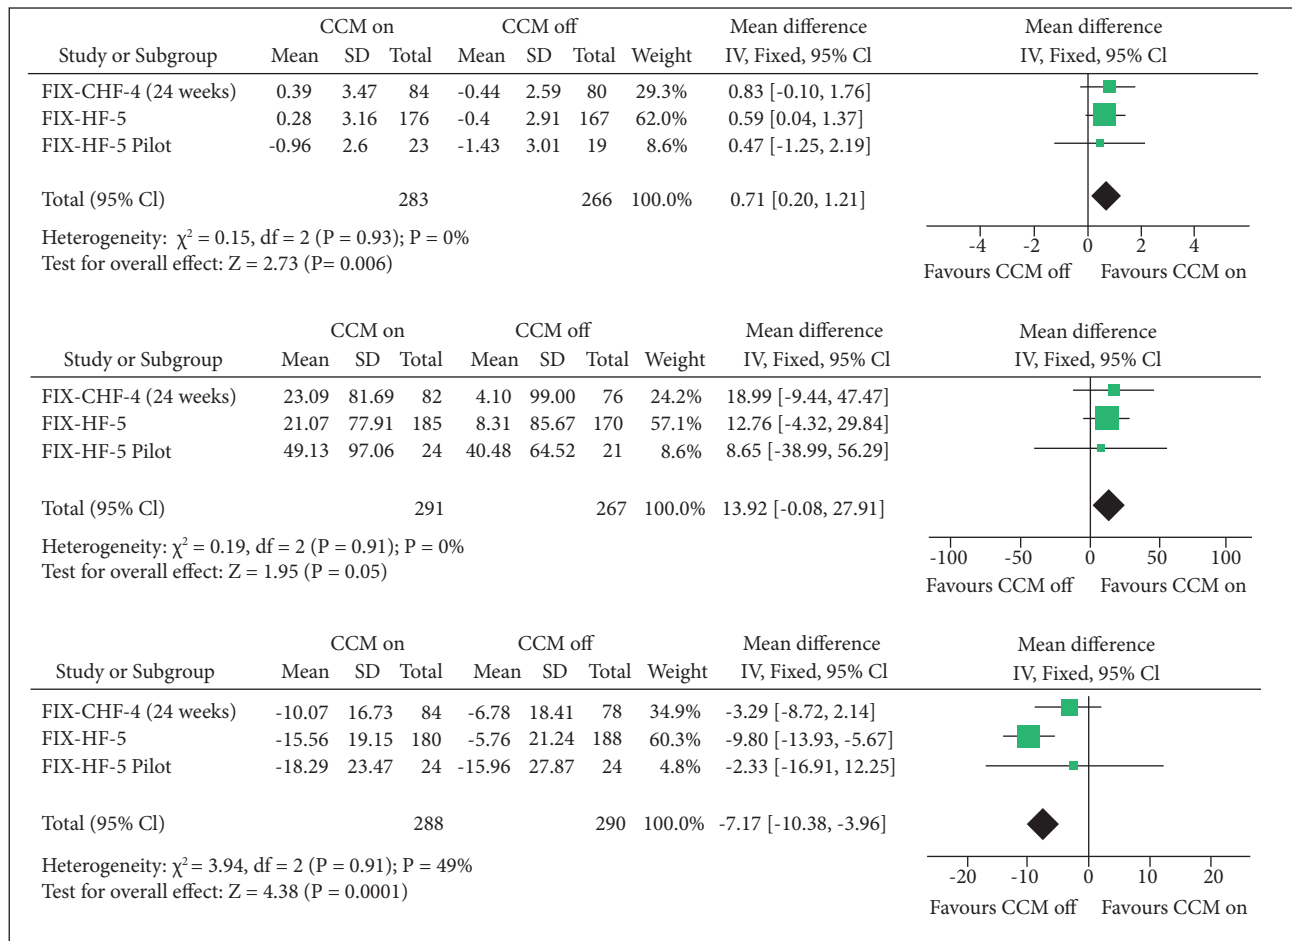 CCM on CCM off Mean difference Mean difference
Study or Subgroup Mean SD Total Mean SD Total Weight IV, Fixed, 95% Cl IV, Fixed, 95% Cl
FIX-CHF-4 (24 weeks) 0.39 3.47 84 -0.44 2.59 80 29.3% 0.83 [-0.10, 1.76]
FIX-HF-5 0.28 3.16 176 -0.4 2.91 167 62.0% 0.59 [0.04, 1.37]
FIX-HF-5 Pilot -0.96 2.6 23 -1.43 3.01 19 8.6% 0.47 [-1.25, 2.19]
Total (95% Cl) 283 266 100.0% 0.71 [0.20, 1.21]
Heterogeneity: χ² = 0.15, df = 2 (P = 0.93); P = 0%
Test for overall effect: Z = 2.73 (P= 0.006)
-4 -2 0 2 4
Favours CCM off Favours CCM on
CCM on CCM off Mean difference Mean difference
Study or Subgroup Mean SD Total Mean SD Total Weight IV, Fixed, 95% Cl IV, Fixed, 95% Cl
FIX-CHF-4 (24 weeks) 23.09 81.69 82 4.10 99.00 76 24.2% 18.99 [-9.44, 47.47]
FIX-HF-5 21.07 77.91 185 8.31 85.67 170 57.1% 12.76 [-4.32, 29.84]
FIX-HF-5 Pilot 49.13 97.06 24 40.48 64.52 21 8.6% 8.65 [-38.99, 56.29]
Total (95% Cl) 291 267 100.0% 13.92 [-0.08, 27.91]
Heterogeneity: χ² = 0.19, df = 2 (P = 0.91); P = 0%
Test for overall effect: Z = 1.95 (P = 0.05)
-100 -50 0 50 100
Favours CCM off Favours CCM on
CCM on CCM off Mean difference Mean difference
Study or Subgroup Mean SD Total Mean SD Total Weight IV, Fixed, 95% Cl IV, Fixed, 95% Cl
FIX-CHF-4 (24 weeks) -10.07 16.73 84 -6.78 18.41 78 34.9% -3.29 [-8.72, 2.14]
FIX-HF-5 -15.56 19.15 180 -5.76 21.24 188 60.3% -9.80 [-13.93, -5.67]
FIX-HF-5 Pilot -18.29 23.47 24 -15.96 27.87 24 4.8% -2.33 [-16.91, 12.25]
Total (95% Cl) 288 290 100.0% -7.17 [-10.38, -3.96]
Heterogeneity: χ² = 3.94, df = 2 (P = 0.91); P = 49%
Test for overall effect: Z = 4.38 (P = 0.0001)
-20 -10 0 10 20
Favours CCM off Favours CCM on